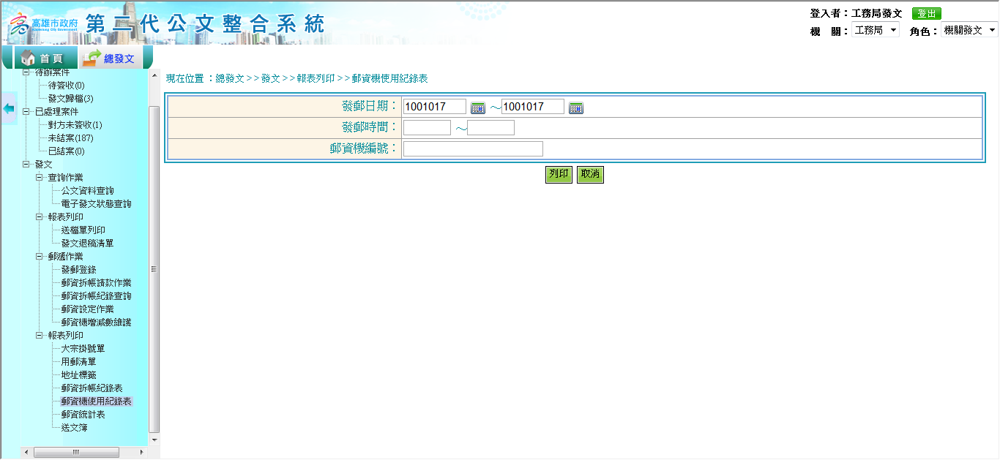 高雄市政府 第二代公文整合系統
Kaohsiung City Government
登入者：工務局發文 登出
機 關： 工務局 角色： 機關發文
首頁 總發文
現在位置 ：總發文>>發文>>報表列印>>郵資機使用紀錄表
發郵日期： 1001017 ～ 1001017
發郵時間： ～
郵資機編號：
列印 取消
待辦案件
待簽收(0)
發文歸檔(3)
已處理案件
對方未簽收(1)
未結案(187)
已結案(0)
發文
查詢作業
公文資料查詢
電子發文狀態查詢
報表列印
送檔單列印
發文退稿清單
郵遞作業
發郵登錄
郵資拆帳請款作業
郵資拆帳紀錄查詢
郵資設定作業
郵資機增減數維護
報表列印
大宗掛號單
用郵清單
地址標籤
郵資拆帳紀錄表
郵資機使用紀錄表
郵資統計表
送文簿